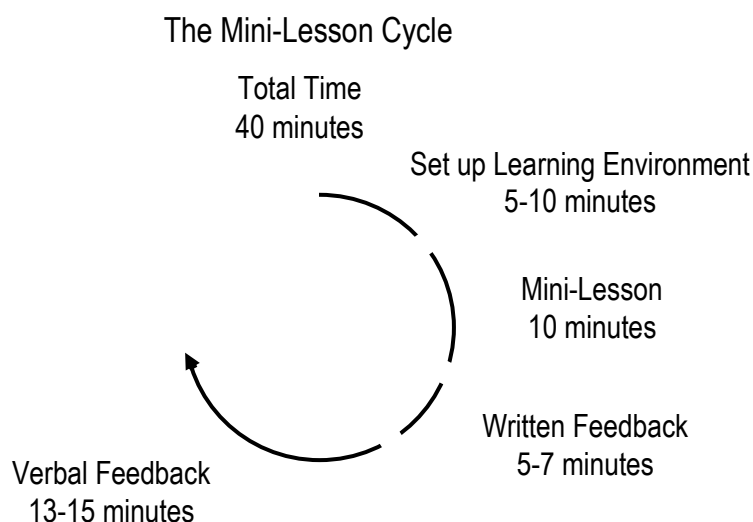 The Mini-Lesson Cycle
Total Time
40 minutes
Set up Learning Environment
5-10 minutes
Mini-Lesson
10 minutes
Written Feedback
5-7 minutes
Verbal Feedback
13-15 minutes